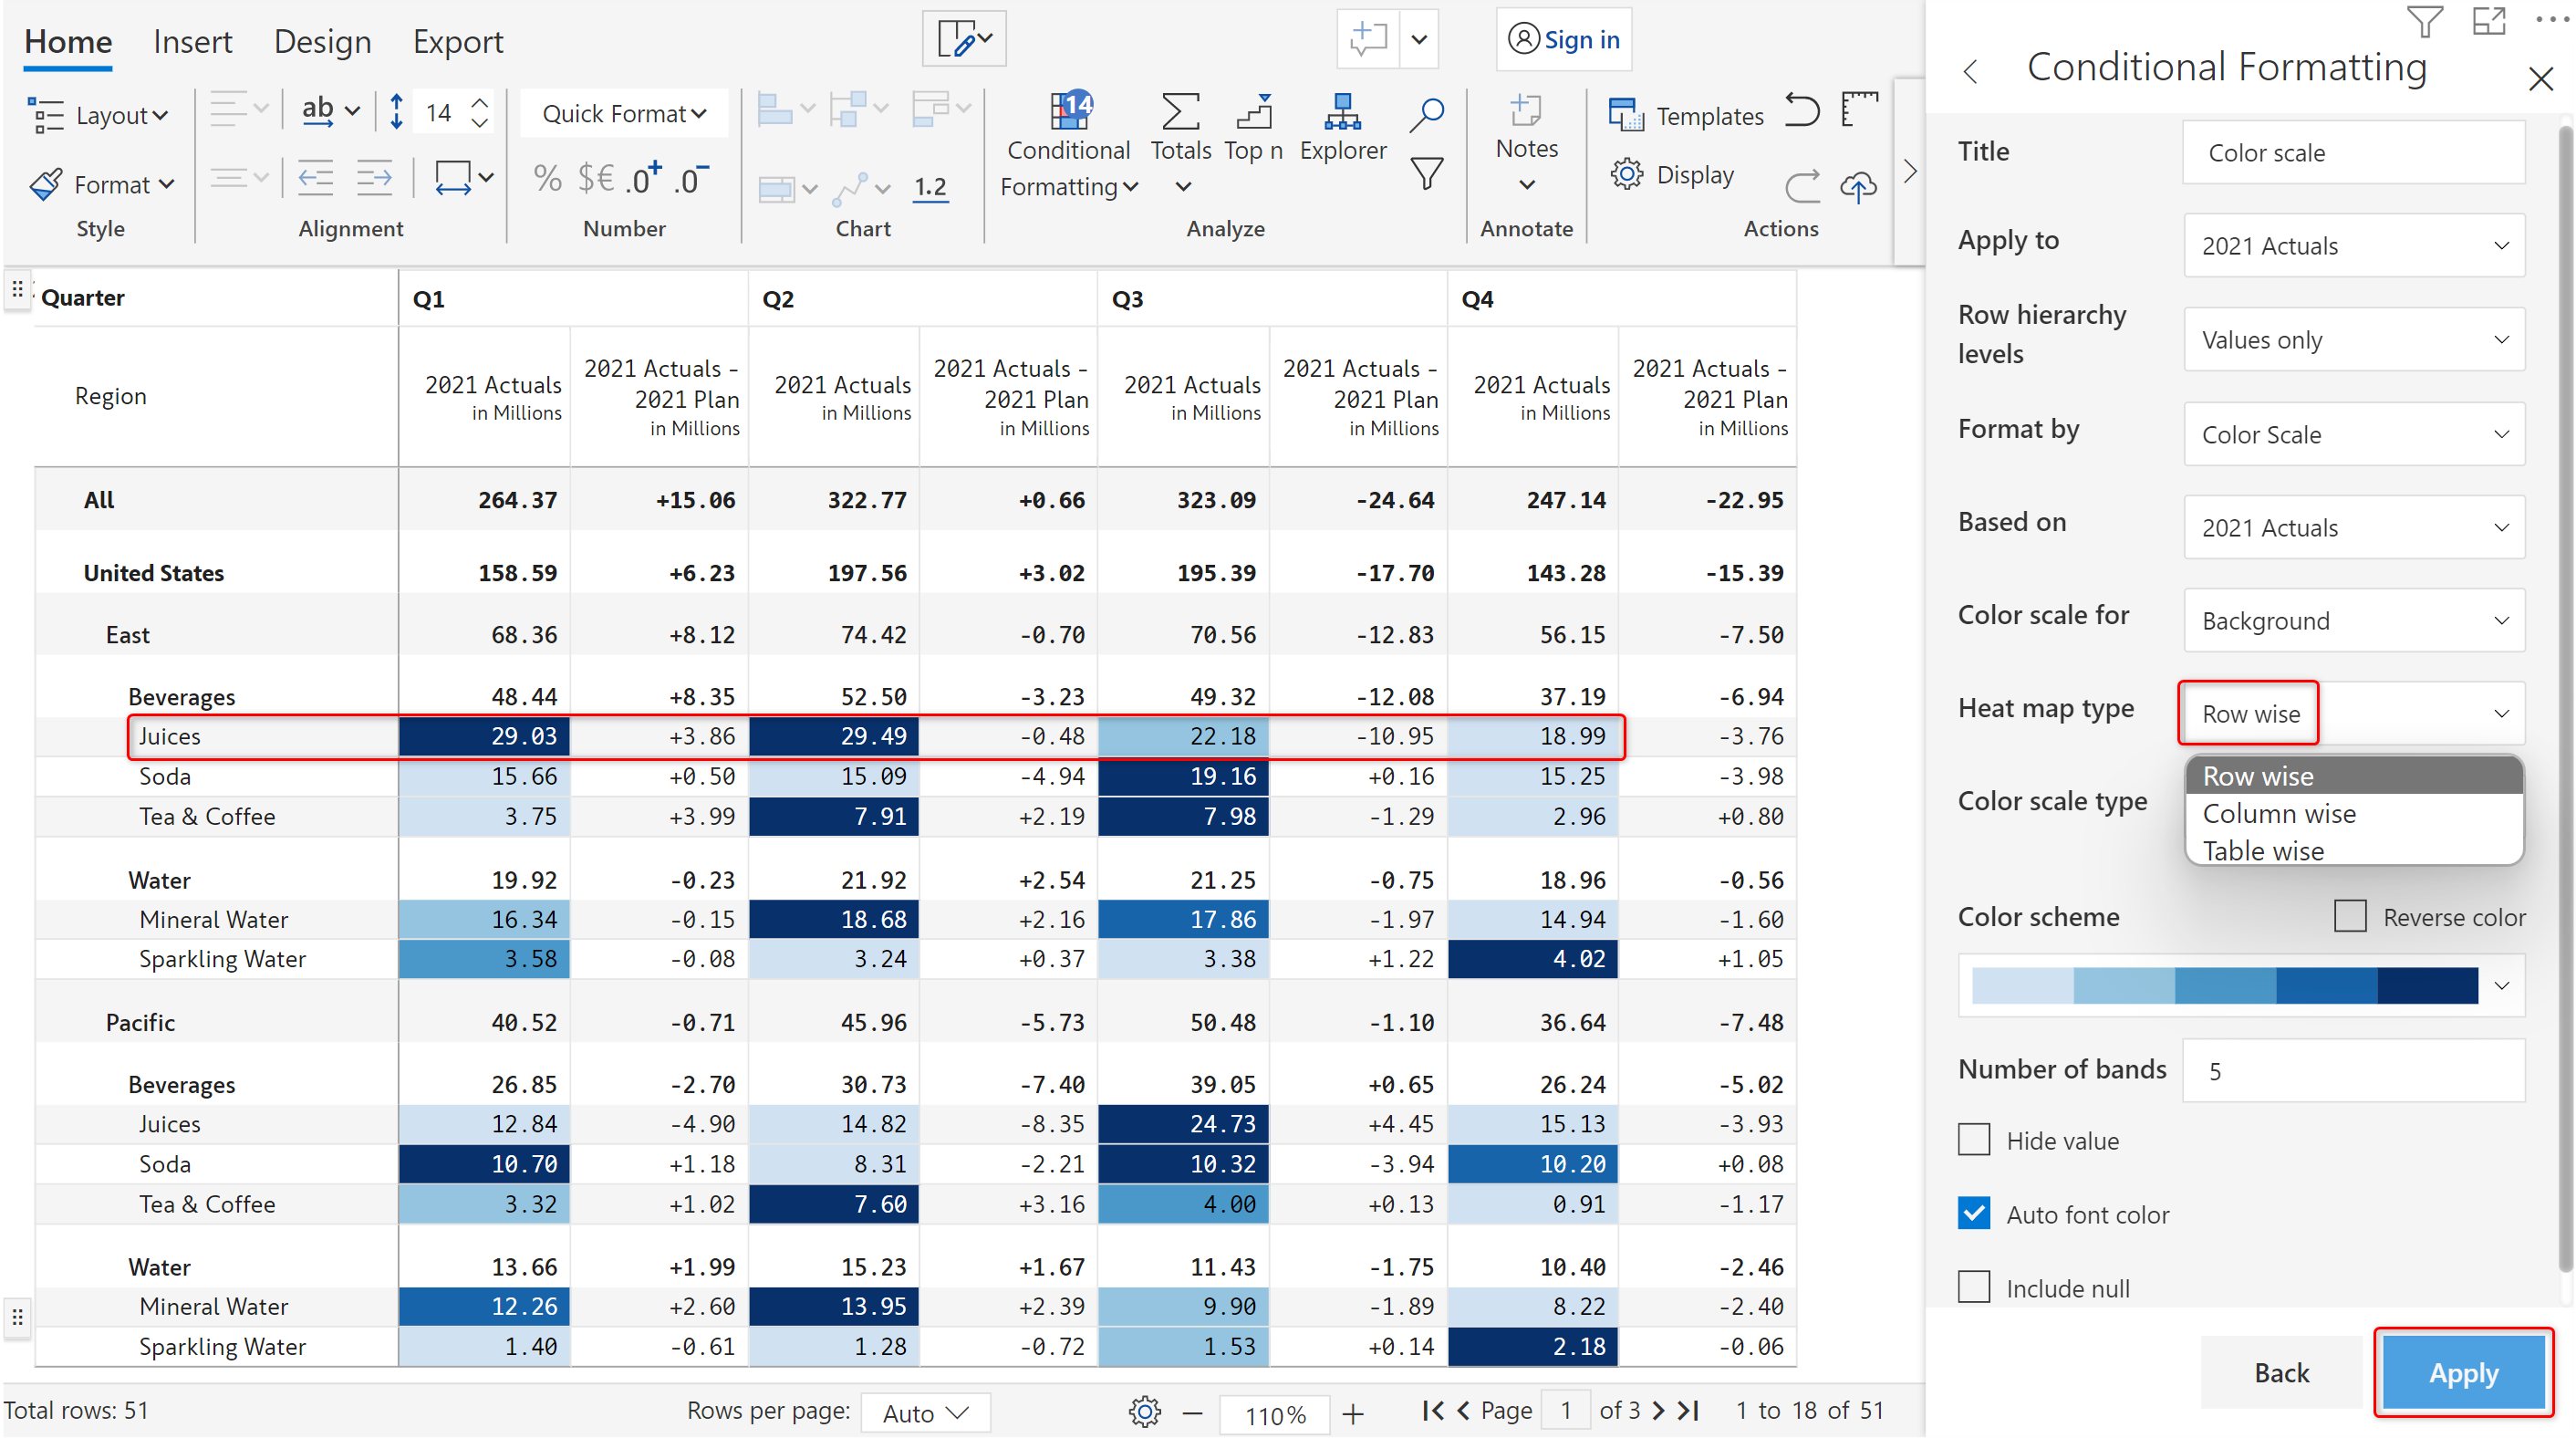 Home Insert Design Export Sign in
Layout ab 14 Quick Format 14 Conditional Formatting Totals Top n Explorer Notes Templates
Format % $€ .0+ .0- 1.2 Display
Style Alignment Number Chart Analyze Annotate Actions
Quarter Q1 Q2 Q3 Q4
Region 2021 Actuals in Millions 2021 Actuals - 2021 Plan in Millions 2021 Actuals in Millions 2021 Actuals - 2021 Plan in Millions 2021 Actuals in Millions 2021 Actuals - 2021 Plan in Millions 2021 Actuals in Millions 2021 Actuals - 2021 Plan in Millions
All 264.37 +15.06 322.77 +0.66 323.09 -24.64 247.14 -22.95
United States 158.59 +6.23 197.56 +3.02 195.39 -17.70 143.28 -15.39
East 68.36 +8.12 74.42 -0.70 70.56 -12.83 56.15 -7.50
Beverages 48.44 +8.35 52.50 -3.23 49.32 -12.08 37.19 -6.94
Juices 29.03 +3.86 29.49 -0.48 22.18 -10.95 18.99 -3.76
Soda 15.66 +0.50 15.09 -4.94 19.16 +0.16 15.25 -3.98
Tea & Coffee 3.75 +3.99 7.91 +2.19 7.98 -1.29 2.96 +0.80
Water 19.92 -0.23 21.92 +2.54 21.25 -0.75 18.96 -0.56
Mineral Water 16.34 -0.15 18.68 +2.16 17.86 -1.97 14.94 -1.60
Sparkling Water 3.58 -0.08 3.24 +0.37 3.38 +1.22 4.02 +1.05
Pacific 40.52 -0.71 45.96 -5.73 50.48 -1.10 36.64 -7.48
Beverages 26.85 -2.70 30.73 -7.40 39.05 +0.65 26.24 -5.02
Juices 12.84 -4.90 14.82 -8.35 24.73 +4.45 15.13 -3.93
Soda 10.70 +1.18 8.31 -2.21 10.32 -3.94 10.20 +0.08
Tea & Coffee 3.32 +1.02 7.60 +3.16 4.00 +0.13 0.91 -1.17
Water 13.66 +1.99 15.23 +1.67 11.43 -1.75 10.40 -2.46
Mineral Water 12.26 +2.60 13.95 +2.39 9.90 -1.89 8.22 -2.40
Sparkling Water 1.40 -0.61 1.28 -0.72 1.53 +0.14 2.18 -0.06
Total rows: 51 Rows per page: Auto 110% Page 1 of 3 1 to 18 of 51
Conditional Formatting
Title Color scale
Apply to 2021 Actuals
Row hierarchy levels Values only
Format by Color Scale
Based on 2021 Actuals
Color scale for Background
Heat map type Row wise
Row wise
Color scale type
Column wise
Table wise
Color scheme Reverse color
Number of bands 5
Hide value
Auto font color
Include null
Back Apply